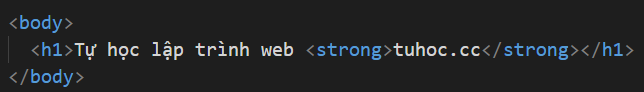 <body>
<h1>Tự học lập trình web <strong>tuhoc.cc</strong></h1>
</body>